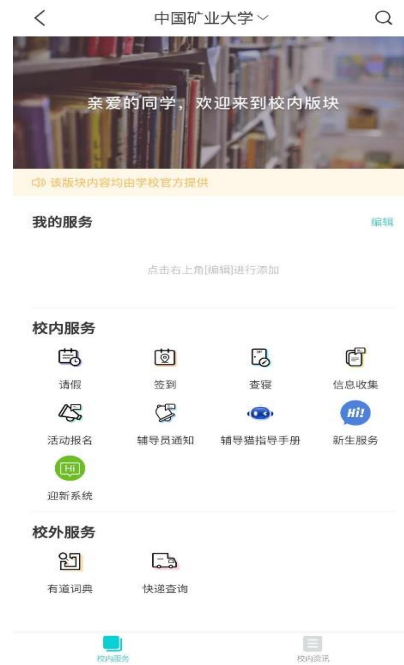 中国矿业大学
亲爱的同学，欢迎来到校内版块
该版块内容均由学校官方提供
我的服务 编辑
点击右上角[编辑]进行添加
校内服务
请假 签到 查寝 信息收集
Hi!
活动报名 辅导员通知 辅导猫指导手册 新生服务
Hi
迎新系统
校外服务
有道词典 快递查询
校内服务 校内资讯